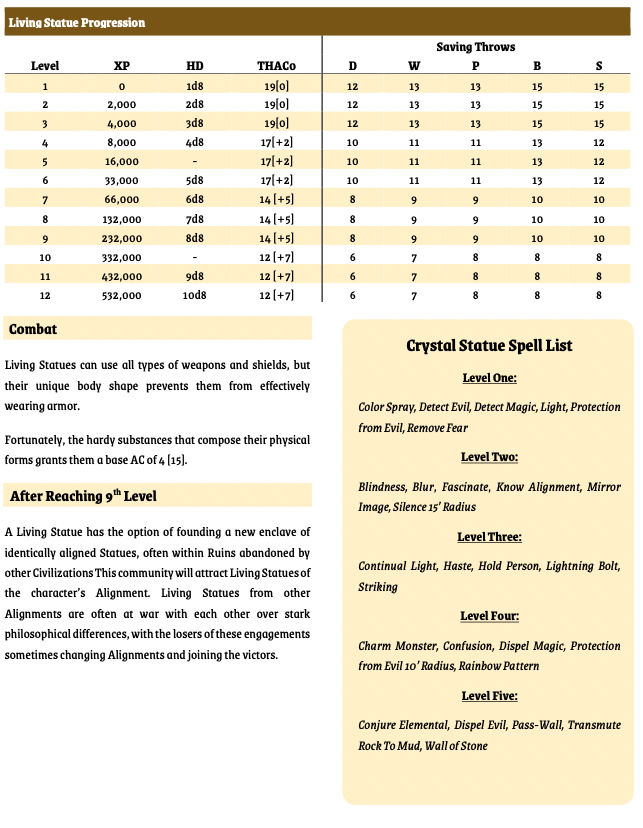 Living Statue Progression
Saving Throws
Level XP HD THACo D W P B S
1 0 1d8 19[0] 12 13 13 15 15
2 2,000 2d8 19[0] 12 13 13 15 15
3 4,000 3d8 19[0] 12 13 13 15 15
4 8,000 4d8 17[+2] 10 11 11 13 12
5 16,000 - 17[+2] 10 11 11 13 12
6 33,000 5d8 17[+2] 10 11 11 13 12
7 66,000 6d8 14 [+5] 8 9 9 10 10
8 132,000 7d8 14 [+5] 8 9 9 10 10
9 232,000 8d8 14 [+5] 8 9 9 10 10
10 332,000 - 12 [+7] 6 7 8 8 8
11 432,000 9d8 12 [+7] 6 7 8 8 8
12 532,000 10d8 12 [+7] 6 7 8 8 8
Combat
Living Statues can use all types of weapons and shields, but
their unique body shape prevents them from effectively
wearing armor.
Fortunately, the hardy substances that compose their physical
forms grants them a base AC of 4 [15].
After Reaching 9th Level
A Living Statue has the option of founding a new enclave of
identically aligned Statues, often within Ruins abandoned by
other Civilizations This community will attract Living Statues of
the character's Alignment. Living Statues from other
Alignments are often at war with each other over stark
philosophical differences, with the losers of these engagements
sometimes changing Alignments and joining the victors.
Crystal Statue Spell List
Level One:
Color Spray, Detect Evil, Detect Magic, Light, Protection
from Evil, Remove Fear
Level Two:
Blindness, Blur, Fascinate, Know Alignment, Mirror
Image, Silence 15' Radius
Level Three:
Continual Light, Haste, Hold Person, Lightning Bolt,
Striking
Level Four:
Charm Monster, Confusion, Dispel Magic, Protection
from Evil 10' Radius, Rainbow Pattern
Level Five:
Conjure Elemental, Dispel Evil, Pass-Wall, Transmute
Rock To Mud, Wall of Stone